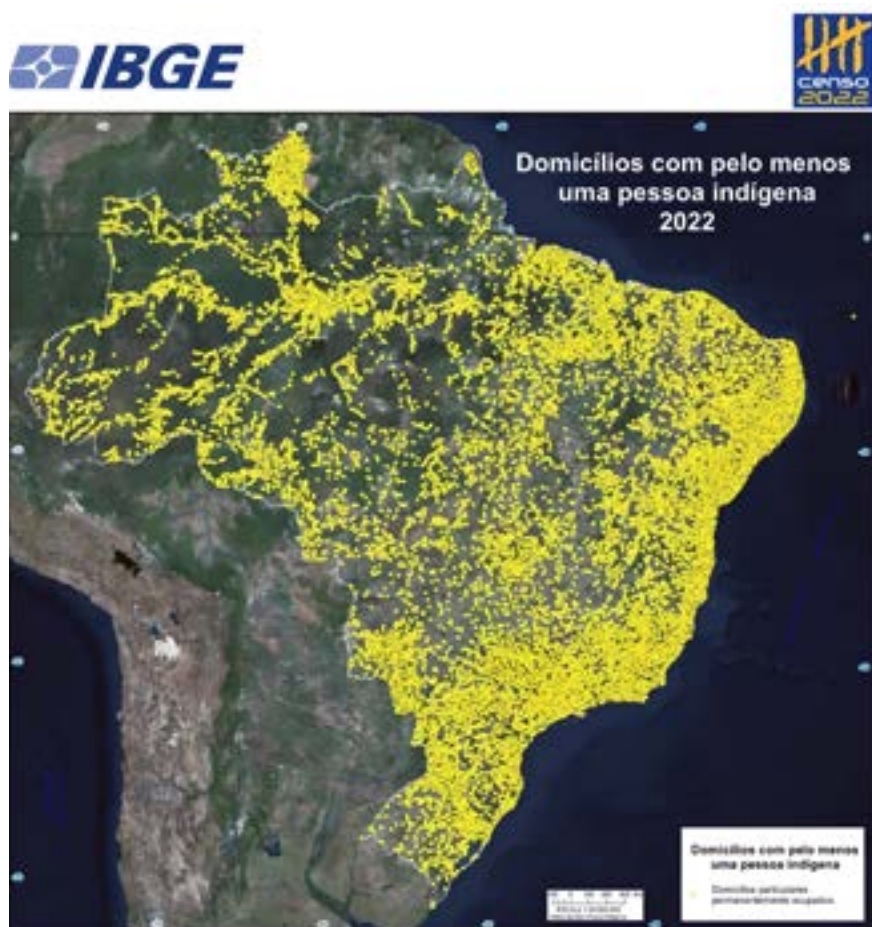 IBGE
censo
2022
Domicílios com pelo menos
uma pessoa indígena
2022
Domicílios com pelo menos
uma pessoa indígena
Domicílios particulares
permanentemente ocupados